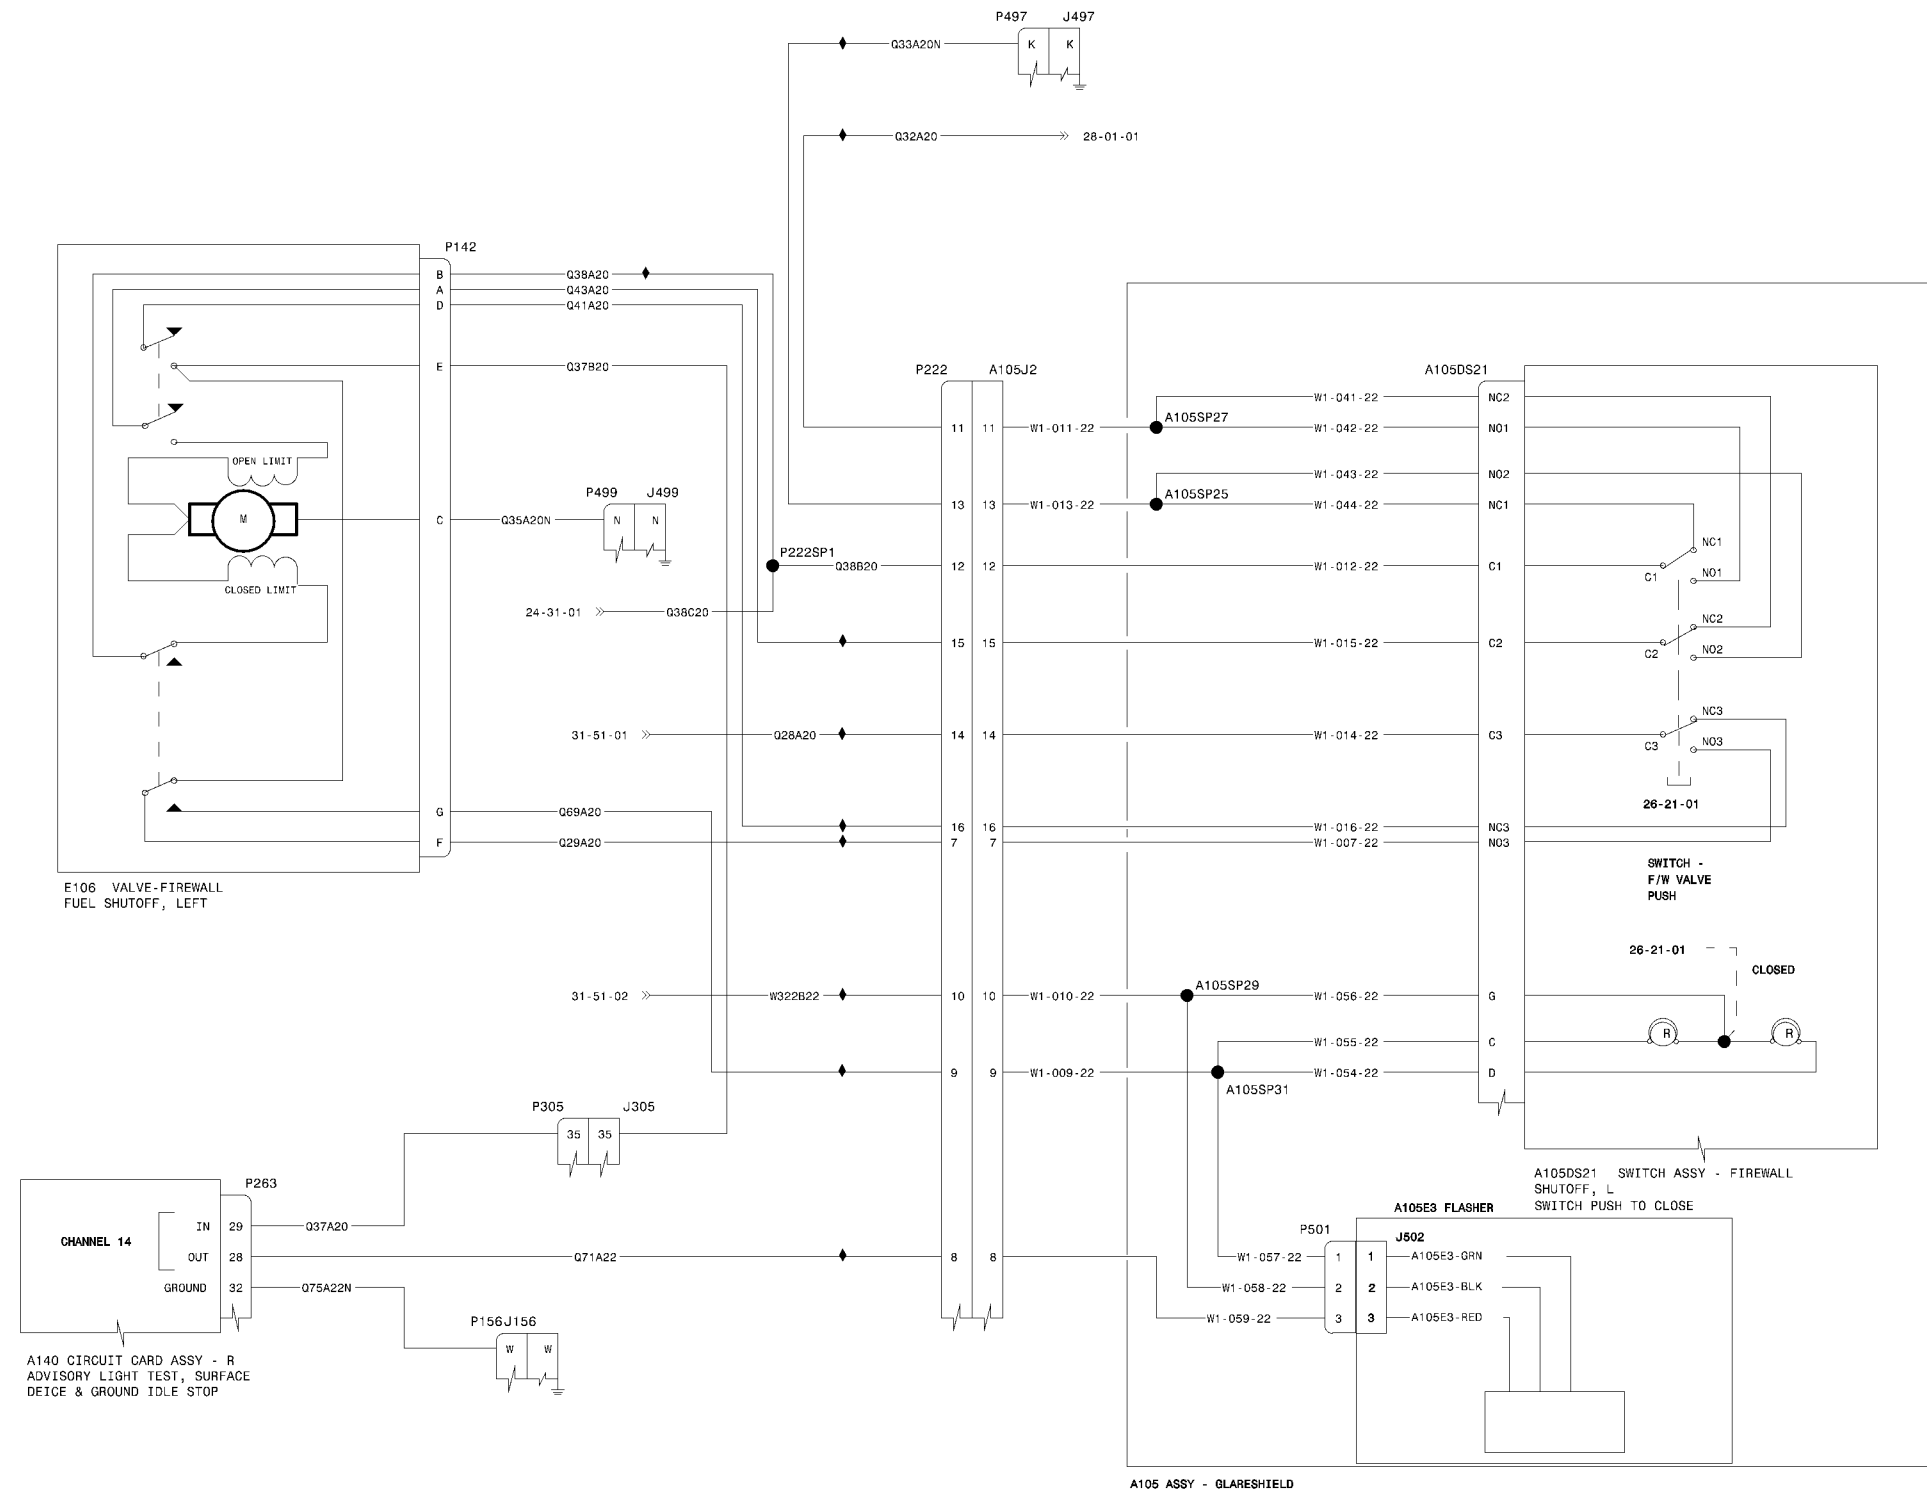 P497 J497
Q33A20N K K
Q32A20 28-01-01
P142
B Q38A20
A Q43A20
D Q41A20
E Q37B20
P222 A105J2 A105DS21
W1-041-22 NC2
A105SP27
11 11 W1-011-22 W1-042-22 NO1
OPEN LIMIT
W1-043-22 NO2
P499 J499
A105SP25
13 13 W1-013-22 W1-044-22 NC1
M C Q35A20N N N
NC1
P222SP1
Q38B20 12 12 W1-012-22 C1
C1 NO1
CLOSED LIMIT
24-31-01 Q38C20
NC2
15 15 W1-015-22 C2
C2 NO2
NC3
31-51-01 Q28A20 14 14 W1-014-22 C3
C3 NO3
26-21-01
G Q69A20
16 16 W1-016-22 NC3
F Q29A20 7 7 W1-007-22 NO3
SWITCH -
F/W VALVE
PUSH
E106 VALVE-FIREWALL
FUEL SHUTOFF, LEFT
26-21-01
CLOSED
A105SP29
31-51-02 W322B22 10 10 W1-010-22 W1-056-22 G
R R
W1-055-22 C
9 9 W1-009-22 W1-054-22 D
A105SP31
P305 J305
35 35
A105DS21 SWITCH ASSY - FIREWALL
SHUTOFF, L
SWITCH PUSH TO CLOSE
P263
A105E3 FLASHER
IN 29 Q37A20
P501 J502
CHANNEL 14
OUT 28 Q71A22 8 8 W1-057-22 1 1 A105E3-GRN
GROUND 32 Q75A22N W1-058-22 2 2 A105E3-BLK
W1-059-22 3 3 A105E3-RED
P156J156
W W
A140 CIRCUIT CARD ASSY - R
ADVISORY LIGHT TEST, SURFACE
DEICE & GROUND IDLE STOP
A105 ASSY - GLARESHIELD